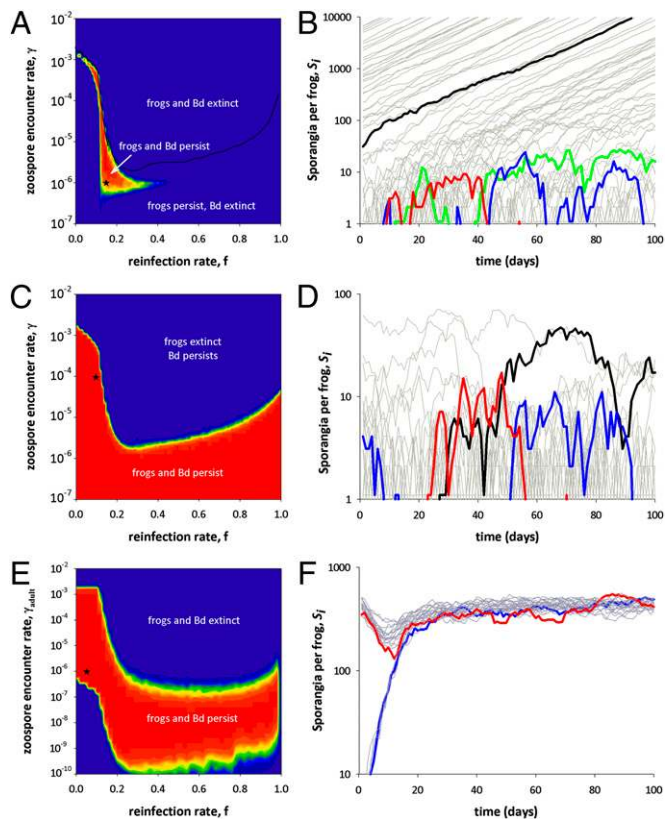 A
zoospore encounter rate, γ
10⁻²
10⁻³
10⁻⁴
10⁻⁵
10⁻⁶
10⁻⁷
frogs and Bd extinct
frogs and Bd persist
frogs persist, Bd extinct
0.0 0.2 0.4 0.6 0.8 1.0
reinfection rate, f
B
Sporangia per frog, Sᵢ
10000
1000
100
10
1
0 20 40 60 80 100
time (days)
C
zoospore encounter rate, γ
10⁻²
10⁻³
10⁻⁴
10⁻⁵
10⁻⁶
10⁻⁷
frogs extinct
Bd persists
frogs and Bd persist
0.0 0.2 0.4 0.6 0.8 1.0
reinfection rate, f
D
Sporangia per frog, Sᵢ
100
10
1
0 20 40 60 80 100
time (days)
E
zoospore encounter rate, γadult
10⁻²
10⁻³
10⁻⁴
10⁻⁵
10⁻⁶
10⁻⁷
10⁻⁸
10⁻⁹
10⁻¹⁰
frogs and Bd extinct
frogs and Bd persist
0.0 0.2 0.4 0.6 0.8 1.0
reinfection rate, f
F
Sporangia per frog, Sᵢ
1000
100
10
0 20 40 60 80 100
time (days)